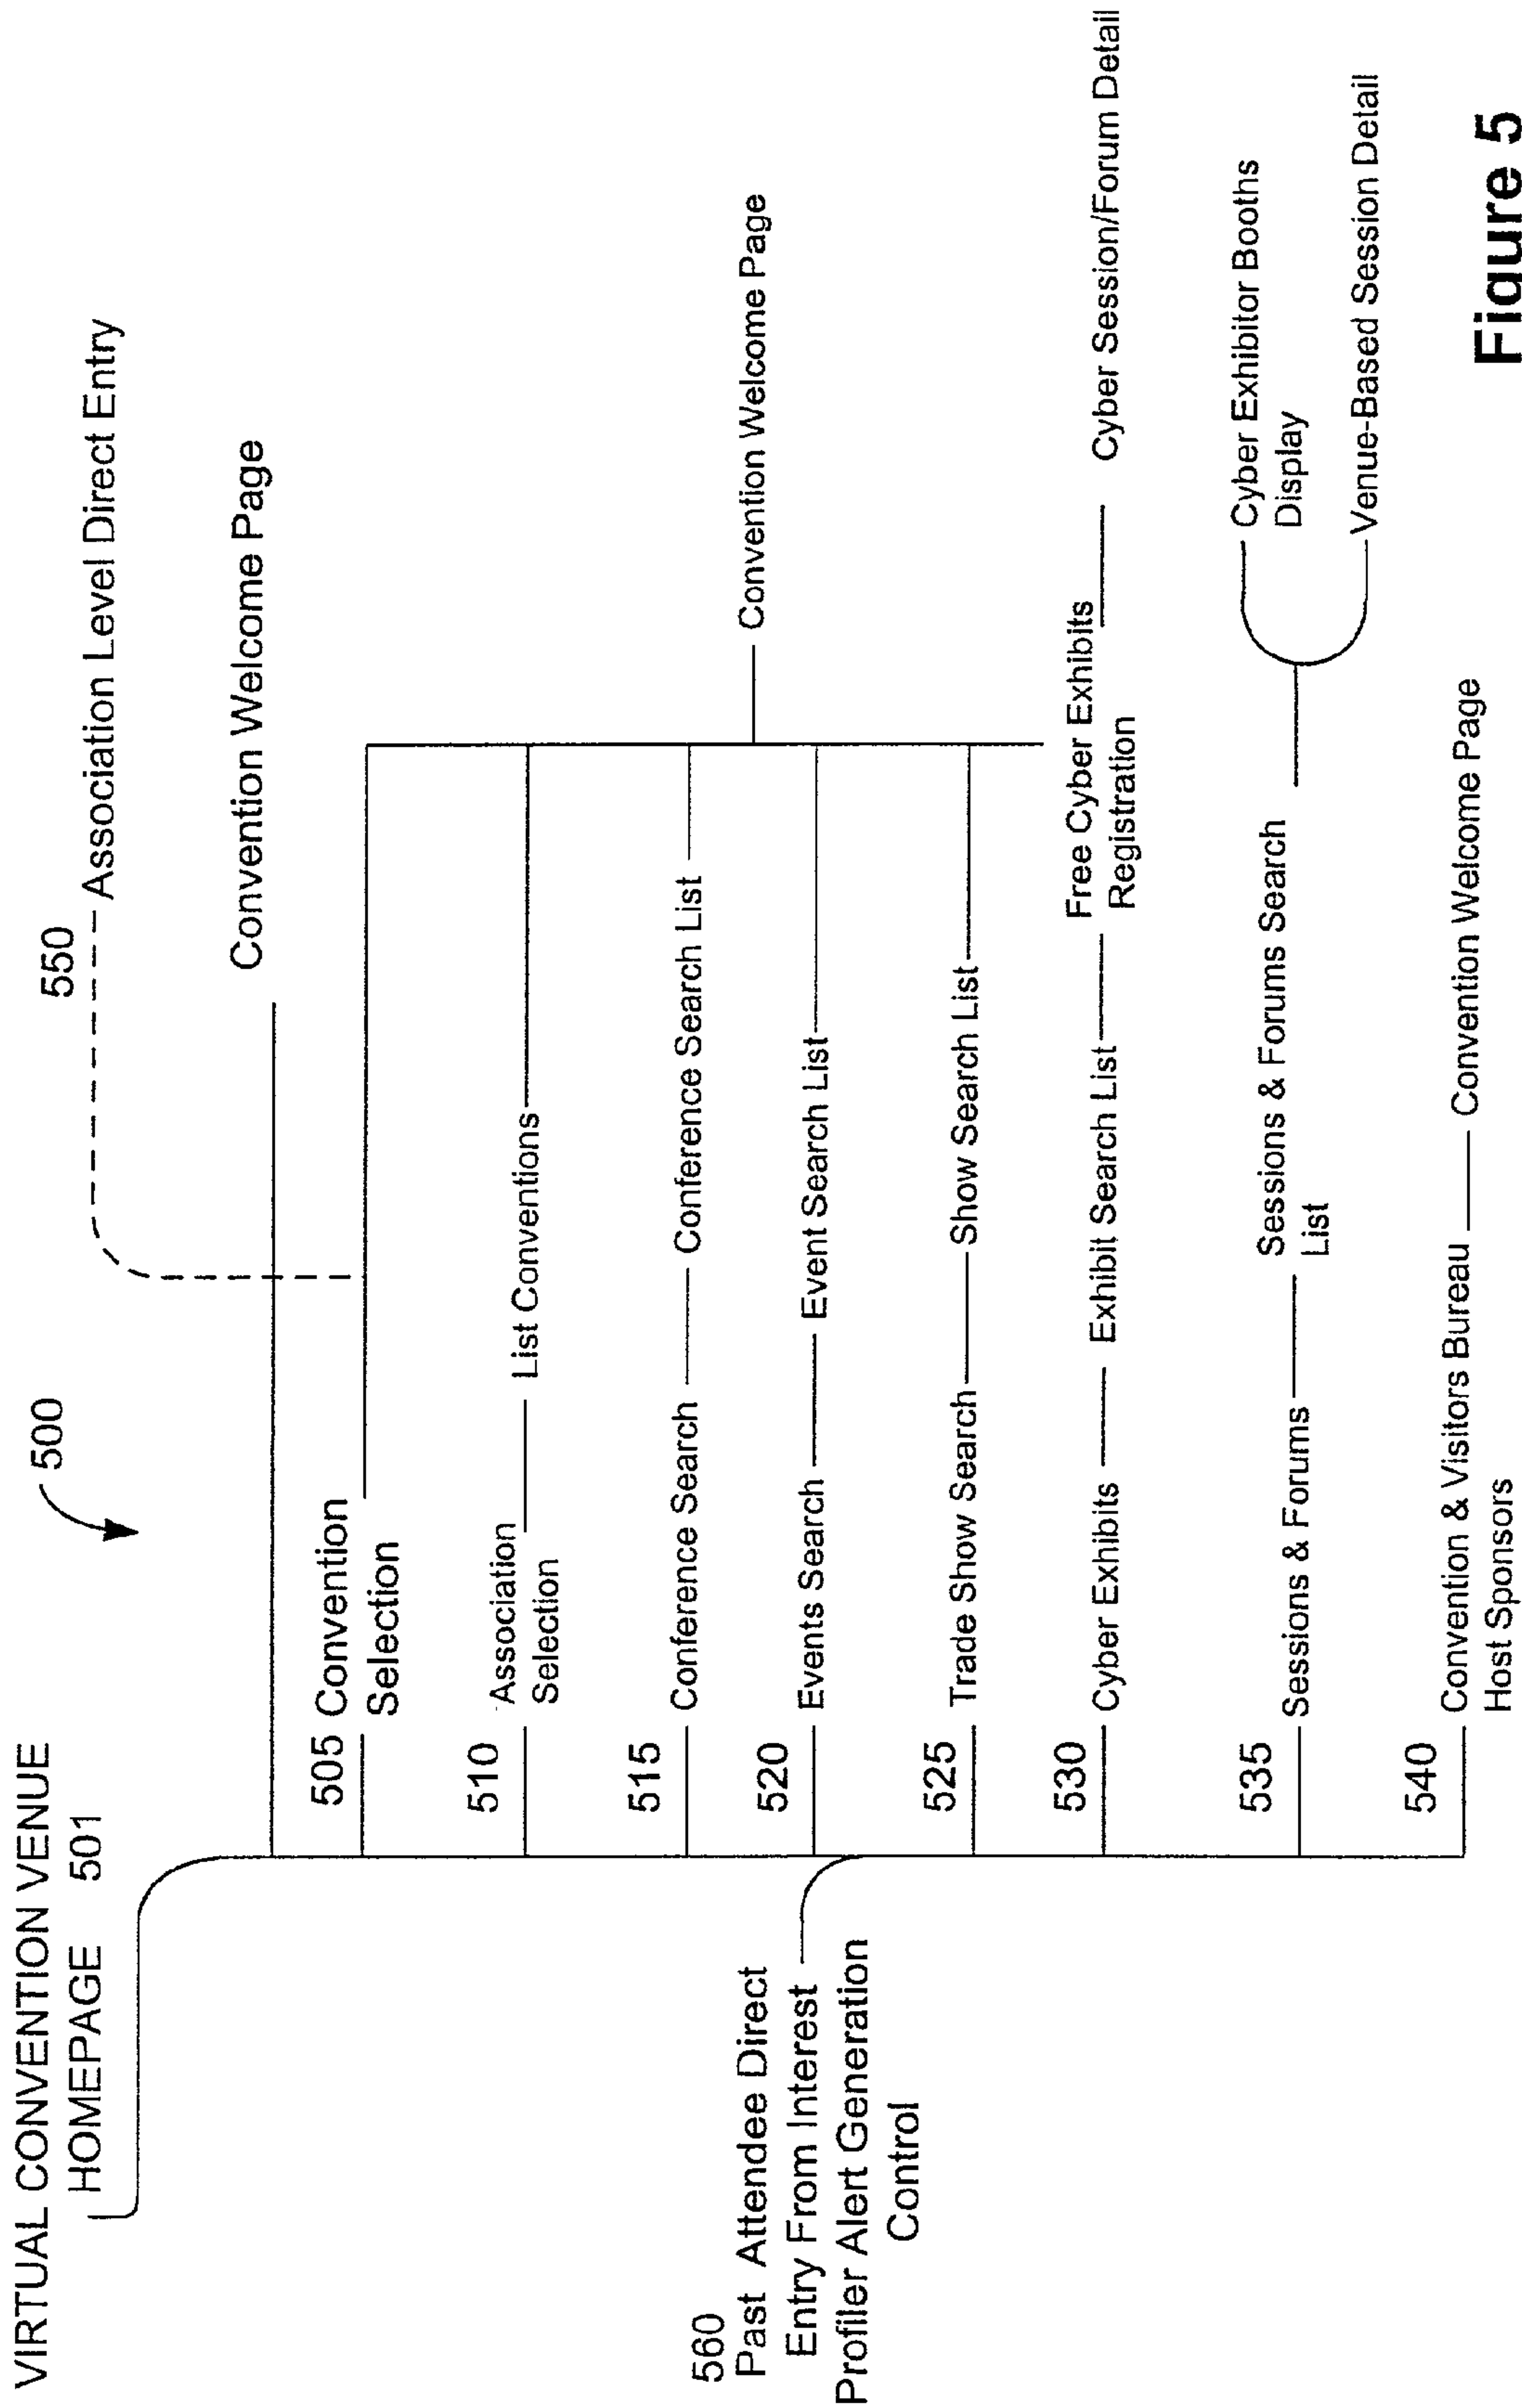 VIRTUAL CONVENTION VENUE
HOMEPAGE 501
500
550
Association Level Direct Entry
Convention Welcome Page
505 Convention
Selection
510
Association
Selection
List Conventions
515
Conference Search
Conference Search List
Convention Welcome Page
560
Past Attendee Direct
Entry From Interest
Profiler Alert Generation
Control
520
Events Search
Event Search List
525
Trade Show Search
Show Search List
530
Cyber Exhibits
Exhibit Search List
Free Cyber Exhibits
Registration
Cyber Session/Forum Detail
535
Sessions & Forums
Sessions & Forums Search
List
Cyber Exhibitor Booths
Display
Venue-Based Session Detail
540
Convention & Visitors Bureau
Host Sponsors
Convention Welcome Page
Figure 5